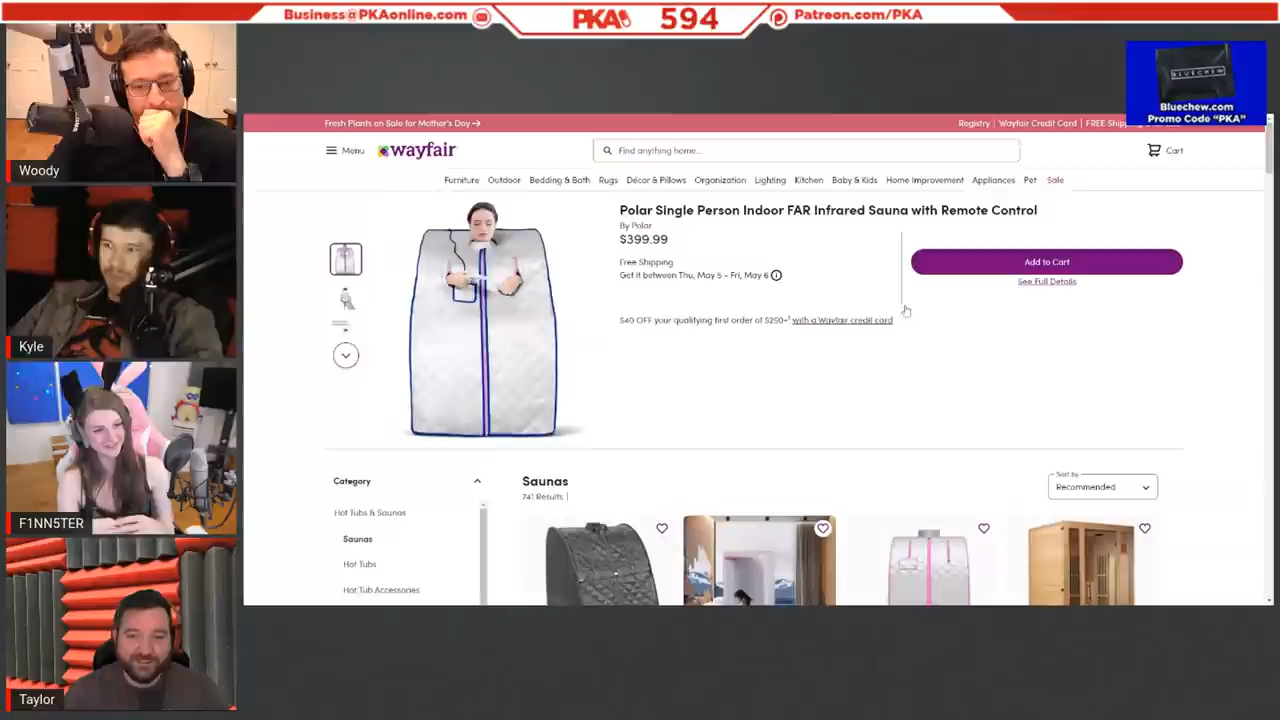 Business@PKAonline.com
PKA 594
Patreon.com/PKA
BLUECHEW
Bluechew.com
Promo Code "PKA"
Woody
Kyle
F1NN5TER
Taylor
Fresh Plants on Sale for Mother's Day →
Registry | Wayfair Credit Card | FREE
Menu
wayfair
Find anything home...
Cart
Furniture Outdoor Bedding & Bath Rugs Décor & Pillows Organization Lighting Kitchen Baby & Kids Home Improvement Appliances Pet Sale
Polar Single Person Indoor FAR Infrared Sauna with Remote Control
By Polar
$399.99
Free Shipping
Get it between Thu, May 5 - Fri, May 6
Add to Cart
See Full Details
$40 OFF your qualifying first order of $250+¹ with a Wayfair credit card
Category
Hot Tubs & Saunas
Saunas
Hot Tubs
Hot Tub Accessories
Saunas
741 Results
Sort by
Recommended